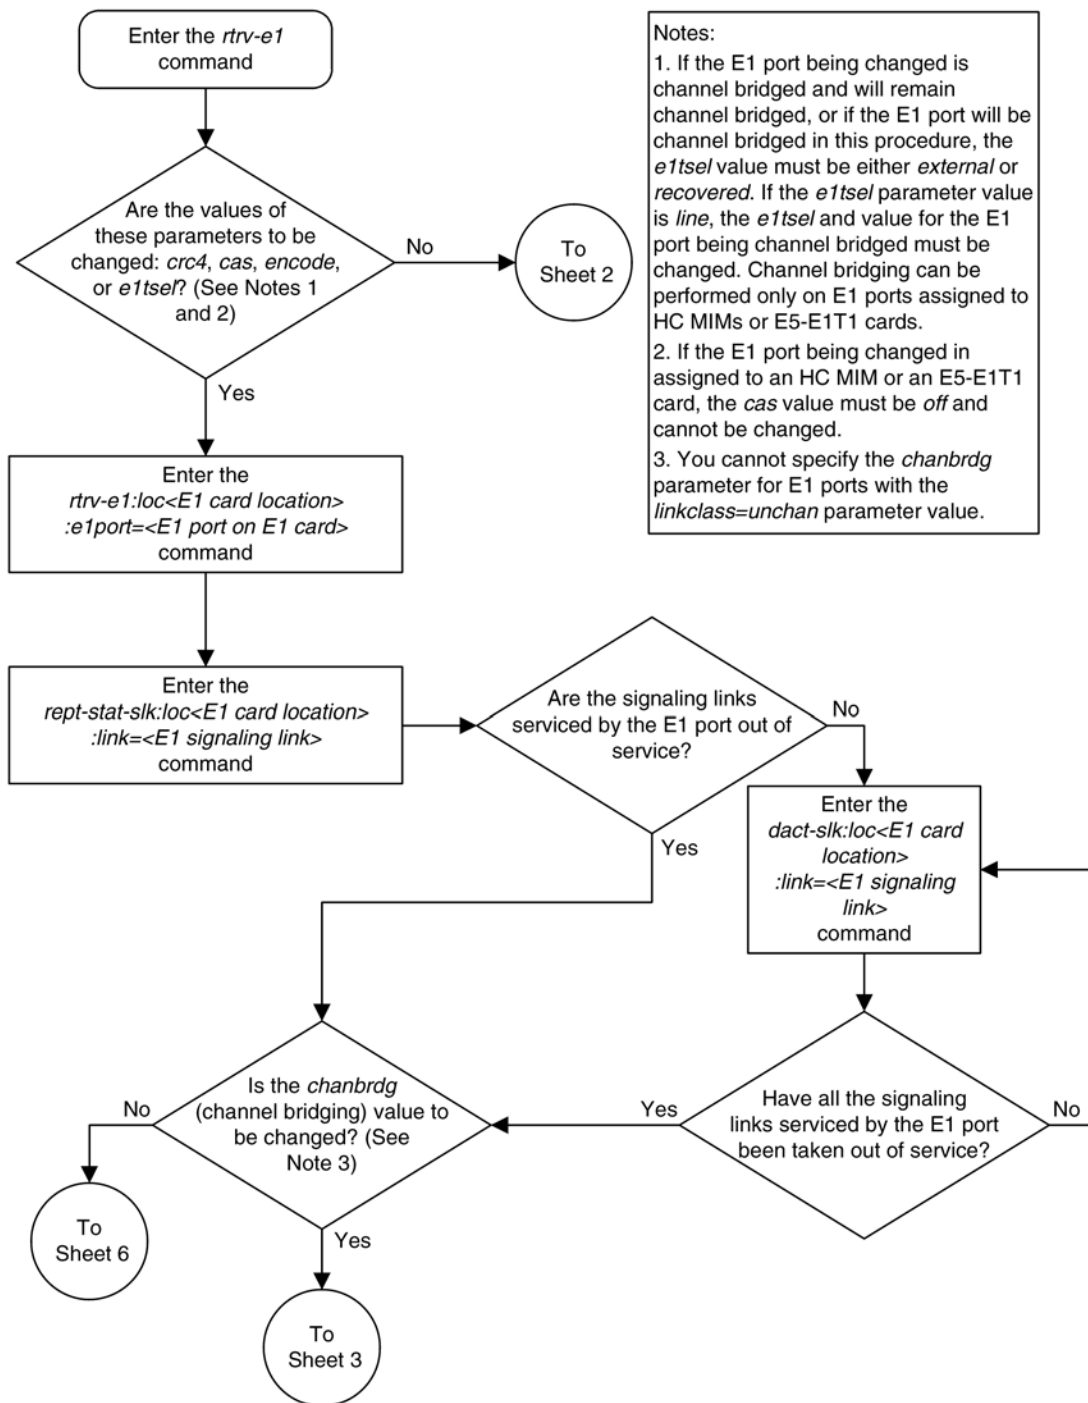 Enter the rtrv-e1
command
Are the values of
these parameters to be
changed: crc4, cas, encode,
or e1tsel? (See Notes 1
and 2)
No
To
Sheet 2
Yes
Notes:
1. If the E1 port being changed is
channel bridged and will remain
channel bridged, or if the E1 port will be
channel bridged in this procedure, the
e1tsel value must be either external or
recovered. If the e1tsel parameter value
is line, the e1tsel and value for the E1
port being channel bridged must be
changed. Channel bridging can be
performed only on E1 ports assigned to
HC MIMs or E5-E1T1 cards.
2. If the E1 port being changed in
assigned to an HC MIM or an E5-E1T1
card, the cas value must be off and
cannot be changed.
3. You cannot specify the chanbrdg
parameter for E1 ports with the
linkclass=unchan parameter value.
Enter the
rtrv-e1:loc<E1 card location>
:e1port=<E1 port on E1 card>
command
Enter the
rept-stat-slk:loc<E1 card location>
:link=<E1 signaling link>
command
Are the signaling links
serviced by the E1 port out of
service?
No
Yes
Enter the
dact-slk:loc<E1 card
location>
:link=<E1 signaling
link>
command
Have all the signaling
links serviced by the E1 port
been taken out of service?
No
Yes
Is the chanbrdg
(channel bridging) value to
be changed? (See
Note 3)
No
To
Sheet 6
Yes
To
Sheet 3